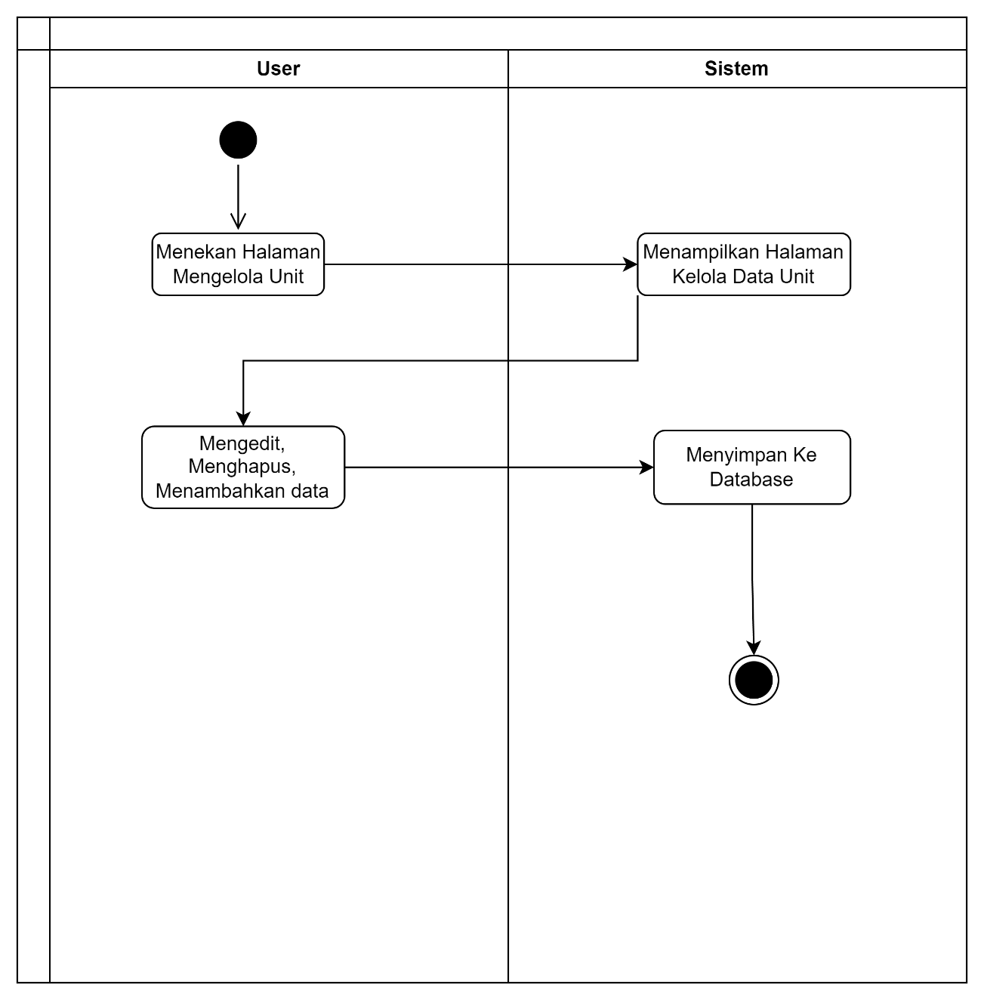 User
Sistem
Menekan Halaman
Mengelola Unit
Menampilkan Halaman
Kelola Data Unit
Mengedit,
Menghapus,
Menambahkan data
Menyimpan Ke
Database